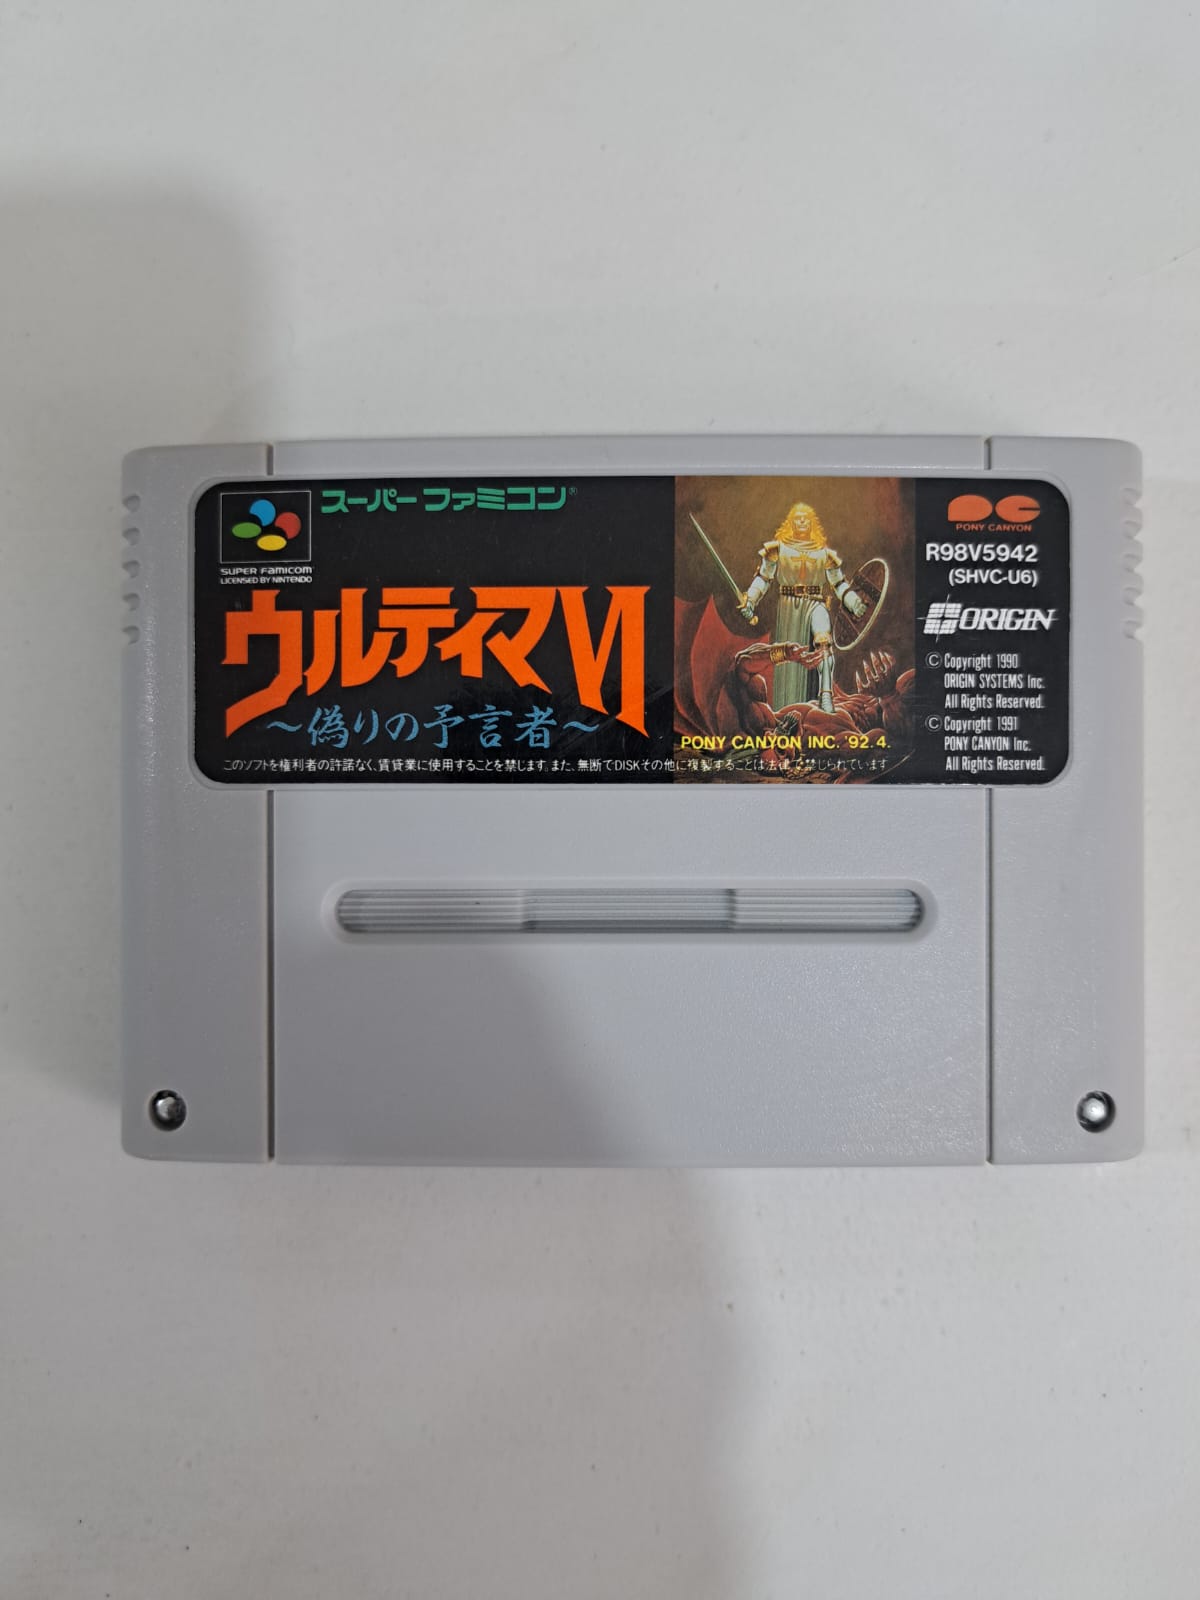 スーパーファミコン®
SUPER FAMICOM
LICENSED BY NINTENDO
ウルティマVI
～偽りの予言者～
PONY CANYON INC. '92.4.
このソフトを権利者の許諾なく、賃貸業に使用することを禁じます。また、無断でDISKその他に複製することは法律で禁じられています
PONY CANYON
R98V5942
(SHVC-U6)
ORIGIN
© Copyright 1990
ORIGIN SYSTEMS Inc.
All Rights Reserved.
© Copyright 1991
PONY CANYON Inc.
All Rights Reserved.